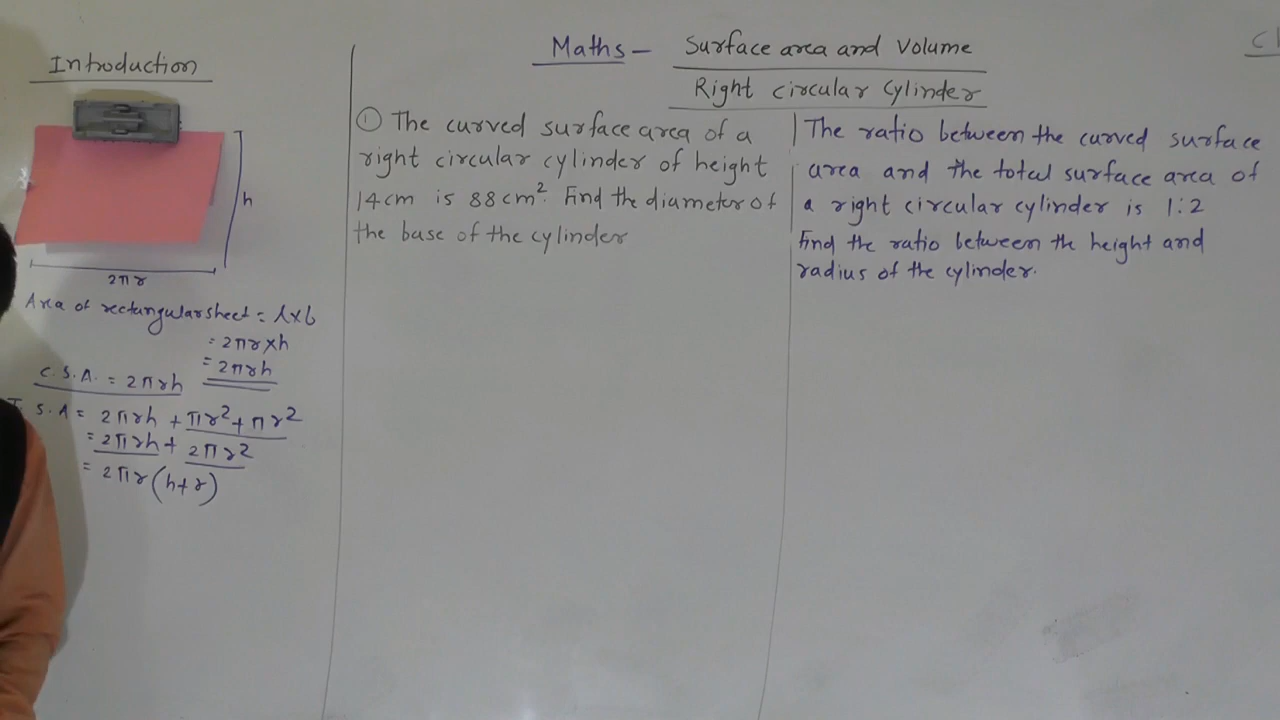 Maths - Surface area and Volume
Right circular Cylinder
Introduction
h
2πr
Area of rectangular sheet = l×b
= 2πr×h
= 2πrh
C.S.A. = 2πrh
T.S.A = 2πrh + πr²+πr²
= 2πrh + 2πr²
= 2πr(h+r)
① The curved surface area of a
right circular cylinder of height
14cm is 88cm². Find the diameter of
the base of the cylinder
The ratio between the curved surface
area and the total surface area of
a right circular cylinder is 1:2
Find the ratio between the height and
radius of the cylinder.